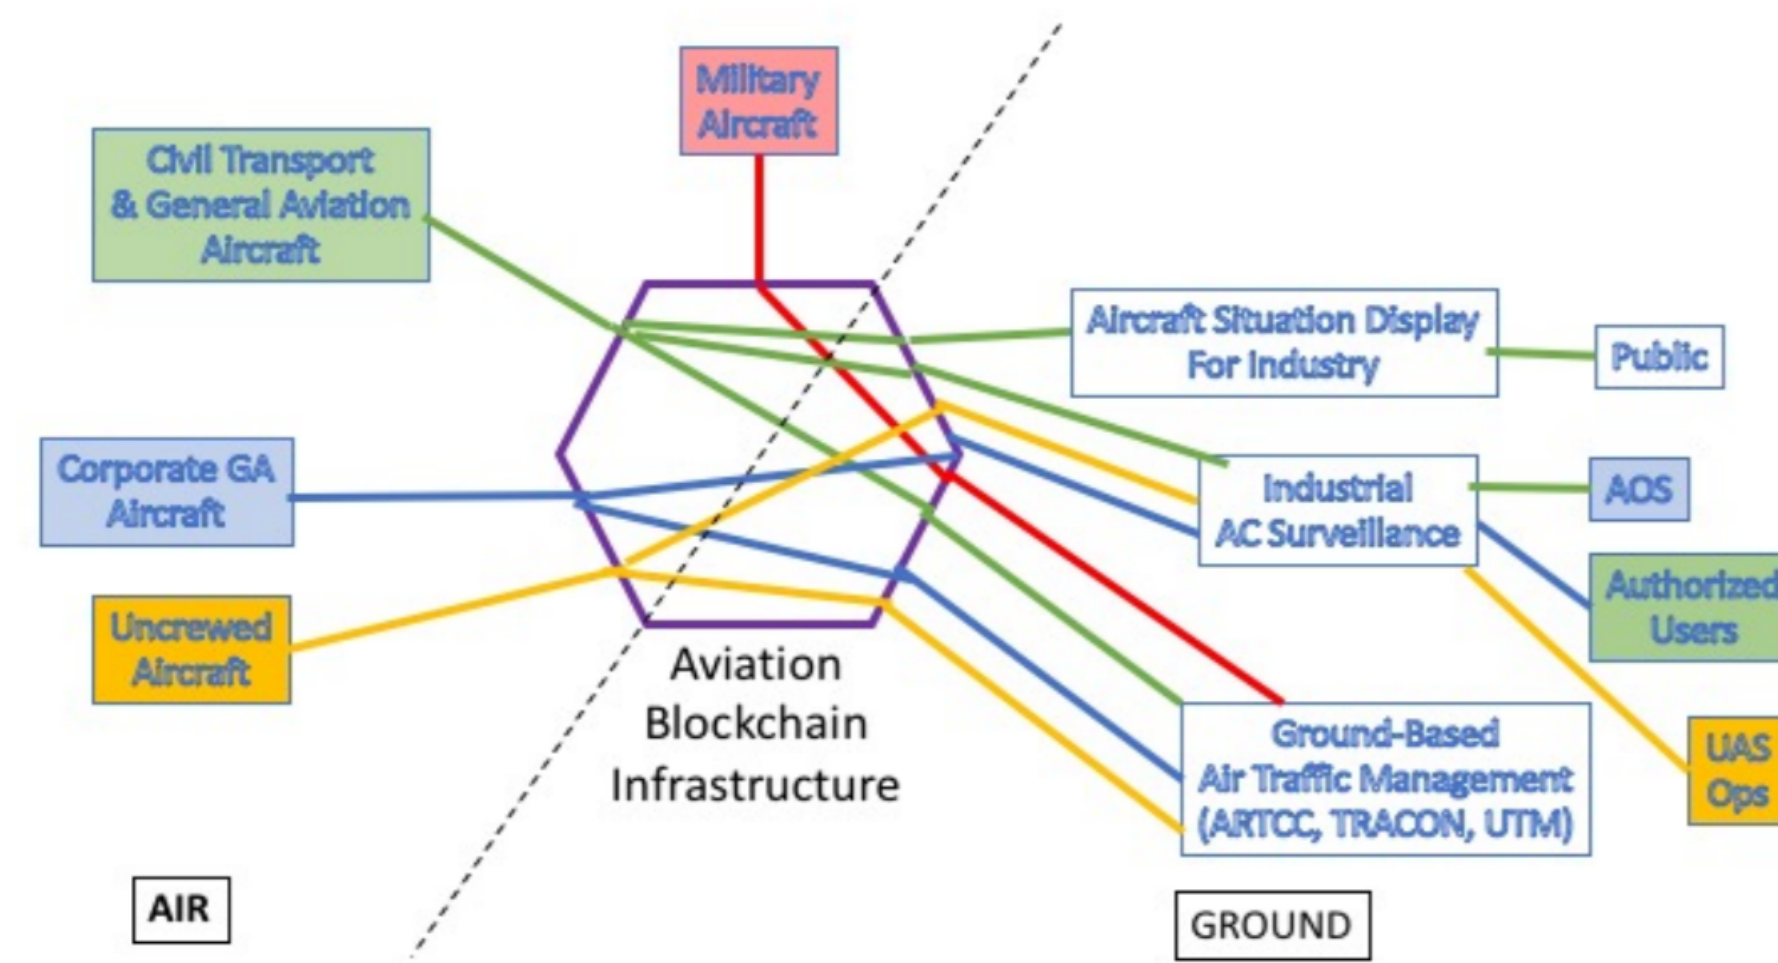 Military
Aircraft
Civil Transport
& General Aviation
Aircraft
Aircraft Situation Display
For Industry
Public
Corporate GA
Aircraft
Industrial
AC Surveillance
AOS
Authorized
Users
Uncrewed
Aircraft
Aviation
Blockchain
Infrastructure
Ground-Based
Air Traffic Management
(ARTCC, TRACON, UTM)
UAS
Ops
AIR
GROUND